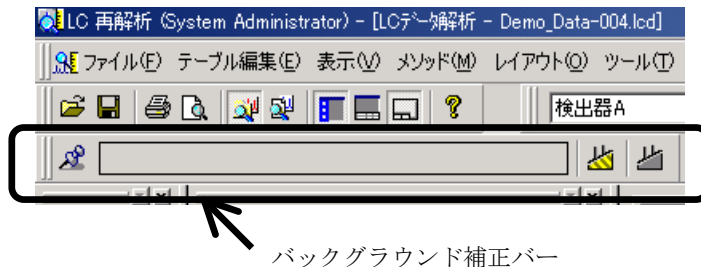 LC 再解析 (System Administrator) - [LCデータ解析 - Demo_Data-004.lcd]
ファイル(F) テーブル編集(E) 表示(V) メソッド(M) レイアウト(O) ツール(T)
検出器A
バックグラウンド補正バー